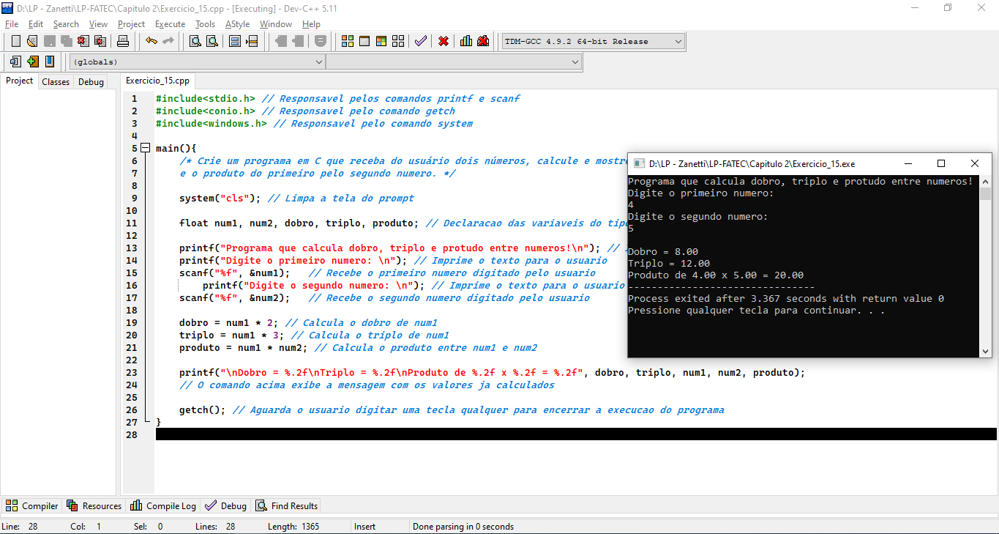 D:\LP - Zanetti\LP-FATEC\Capitulo 2\Exercicio_15.cpp - [Executing] - Dev-C++ 5.11
File Edit Search View Project Execute Tools AStyle Window Help
TDM-GCC 4.9.2 64-bit Release
(globals)
Project Classes Debug
Exercicio_15.cpp
1 #include<stdio.h> // Responsavel pelos comandos printf e scanf
2 #include<conio.h> // Responsavel pelo comando getch
3 #include<windows.h> // Responsavel pelo comando system
4
5 main(){
6 /* Crie um programa em C que receba do usuário dois números, calcule e mostre
7 e o produto do primeiro pelo segundo numero. */
8
9 system("cls"); // Limpa a tela do prompt
10
11 float num1, num2, dobro, triplo, produto; // Declaracao das variaveis do tipo
12
13 printf("Programa que calcula dobro, triplo e protudo entre numeros!\n"); //
14 printf("Digite o primeiro numero: \n"); // Imprime o texto para o usuario
15 scanf("%f", &num1); // Recebe o primeiro numero digitado pelo usuario
16 printf("Digite o segundo numero: \n"); // Imprime o texto para o usuario
17 scanf("%f", &num2); // Recebe o segundo numero digitado pelo usuario
18
19 dobro = num1 * 2; // Calcula o dobro de num1
20 triplo = num1 * 3; // Calcula o triplo de num1
21 produto = num1 * num2; // Calcula o produto entre num1 e num2
22
23 printf("\nDobro = %.2f\nTriplo = %.2f\nProduto de %.2f x %.2f = %.2f", dobro, triplo, num1, num2, produto);
24 // O comando acima exibe a mensagem com os valores ja calculados
25
26 getch(); // Aguarda o usuario digitar uma tecla qualquer para encerrar a execucao do programa
27 }
28
D:\LP - Zanetti\LP-FATEC\Capitulo 2\Exercicio_15.exe
Programa que calcula dobro, triplo e protudo entre numeros!
Digite o primeiro numero:
4
Digite o segundo numero:
5
Dobro = 8.00
Triplo = 12.00
Produto de 4.00 x 5.00 = 20.00
--------------------------------
Process exited after 3.367 seconds with return value 0
Pressione qualquer tecla para continuar. . .
Compiler Resources Compile Log Debug Find Results
Line: 28 Col: 1 Sel: 0 Lines: 28 Length: 1365 Insert Done parsing in 0 seconds